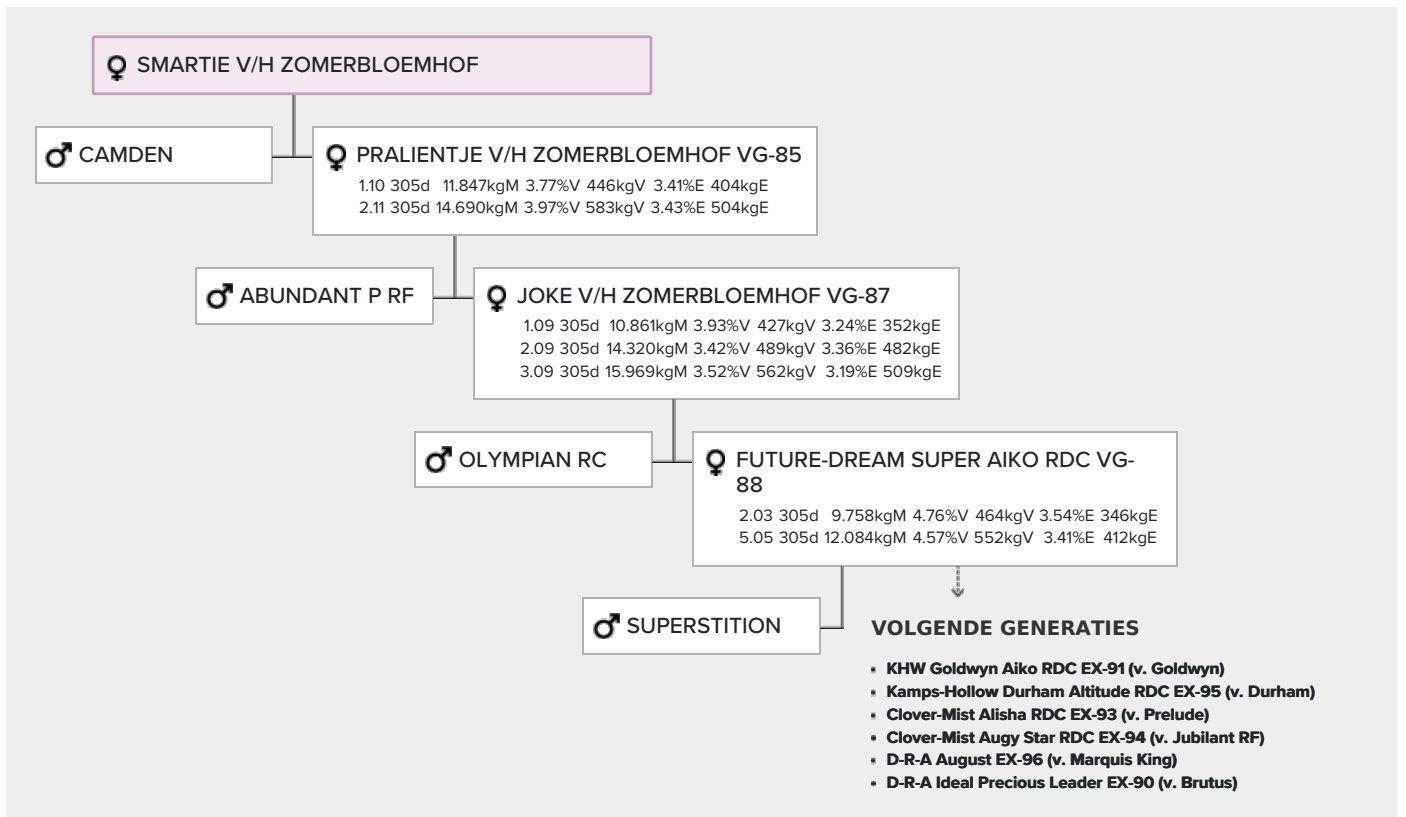 SMARTIE V/H ZOMERBLOEMHOF
CAMDEN
PRALIENTJE V/H ZOMERBLOEMHOF VG-85
1.10 305d 11.847kgM 3.77%V 446kgV 3.41%E 404kgE
2.11 305d 14.690kgM 3.97%V 583kgV 3.43%E 504kgE
ABUNDANT P RF
JOKE V/H ZOMERBLOEMHOF VG-87
1.09 305d 10.861kgM 3.93%V 427kgV 3.24%E 352kgE
2.09 305d 14.320kgM 3.42%V 489kgV 3.36%E 482kgE
3.09 305d 15.969kgM 3.52%V 562kgV 3.19%E 509kgE
OLYMPIAN RC
FUTURE-DREAM SUPER AIKO RDC VG-
88
2.03 305d 9.758kgM 4.76%V 464kgV 3.54%E 346kgE
5.05 305d 12.084kgM 4.57%V 552kgV 3.41%E 412kgE
SUPERSTITION
VOLGENDE GENERATIES
KHW Goldwyn Aiko RDC EX-91 (v. Goldwyn)
Kamps-Hollow Durham Altitude RDC EX-95 (v. Durham)
Clover-Mist Alisha RDC EX-93 (v. Prelude)
Clover-Mist Augy Star RDC EX-94 (v. Jubilant RF)
D-R-A August EX-96 (v. Marquis King)
D-R-A Ideal Precious Leader EX-90 (v. Brutus)